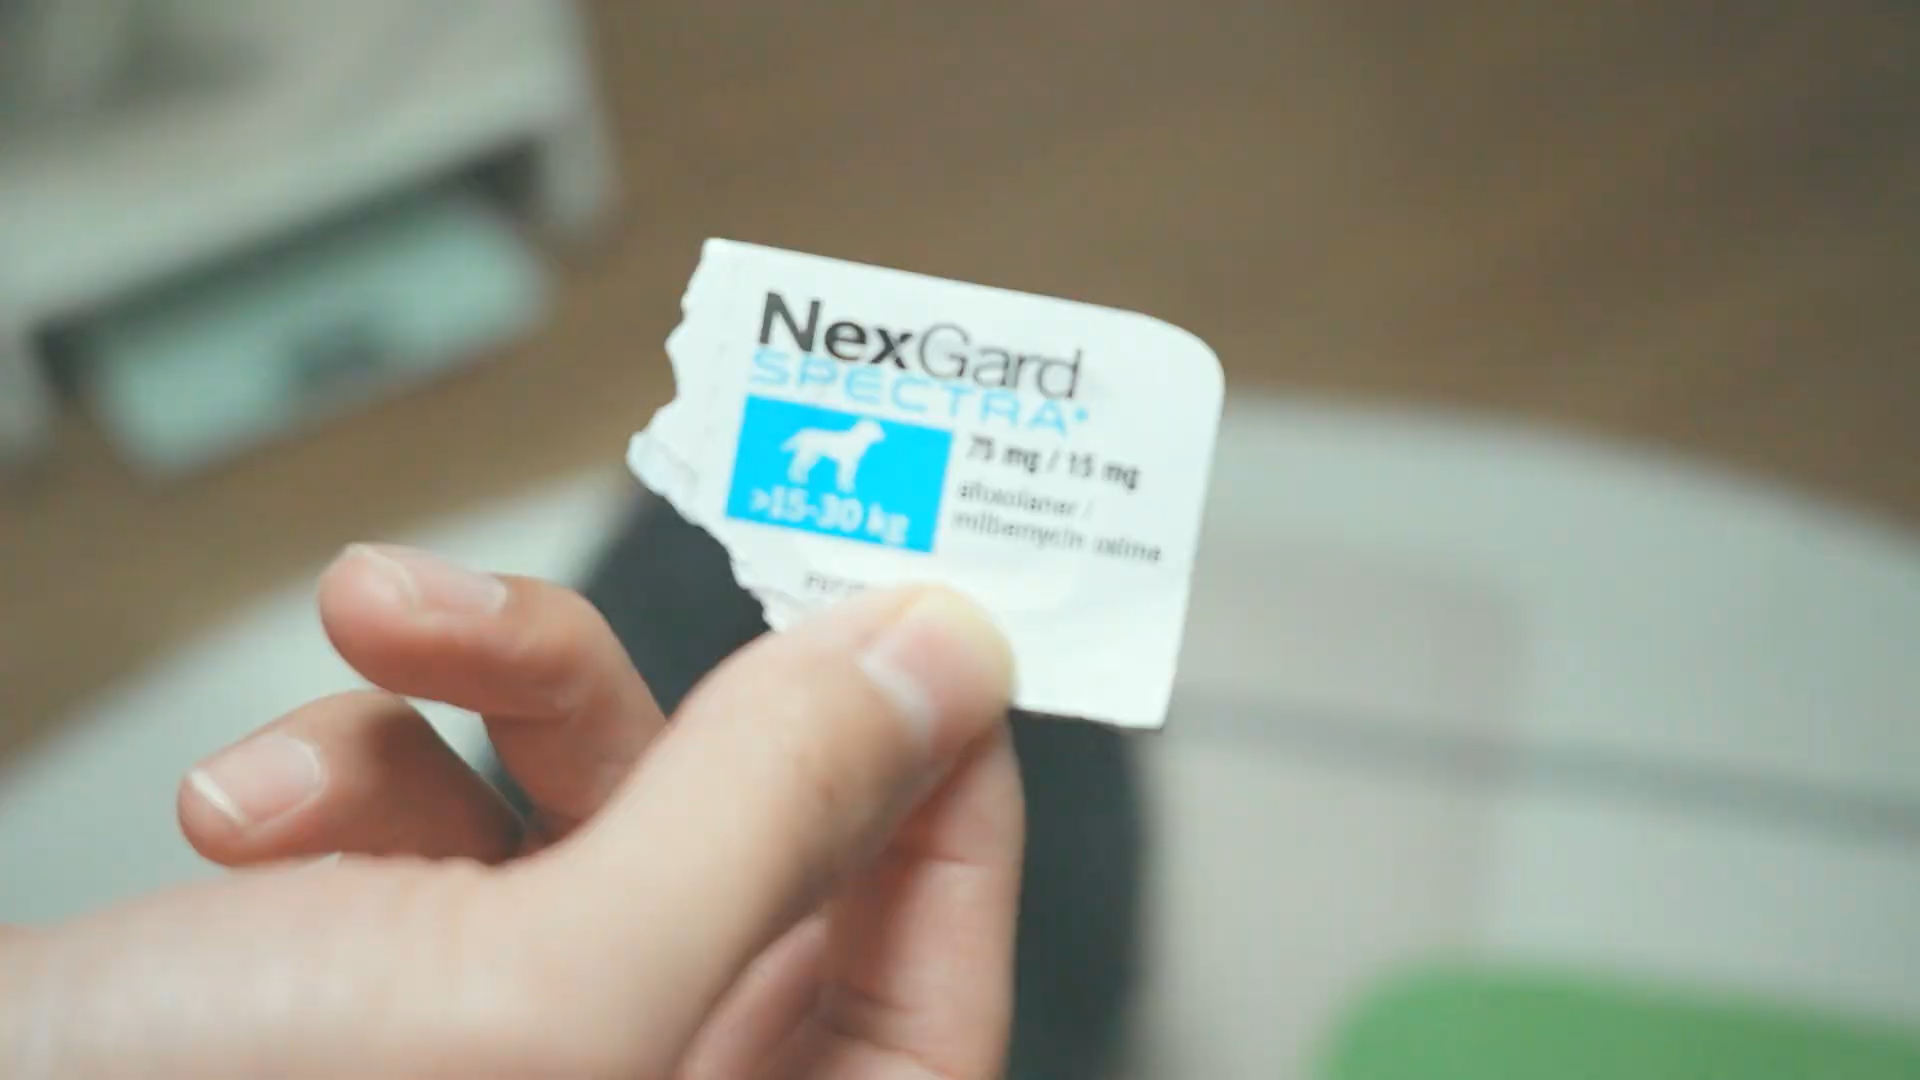 NexGard
SPECTRA®
75 mg / 15 mg
>15-30 kg
afoxolaner /
milbemycin oxime